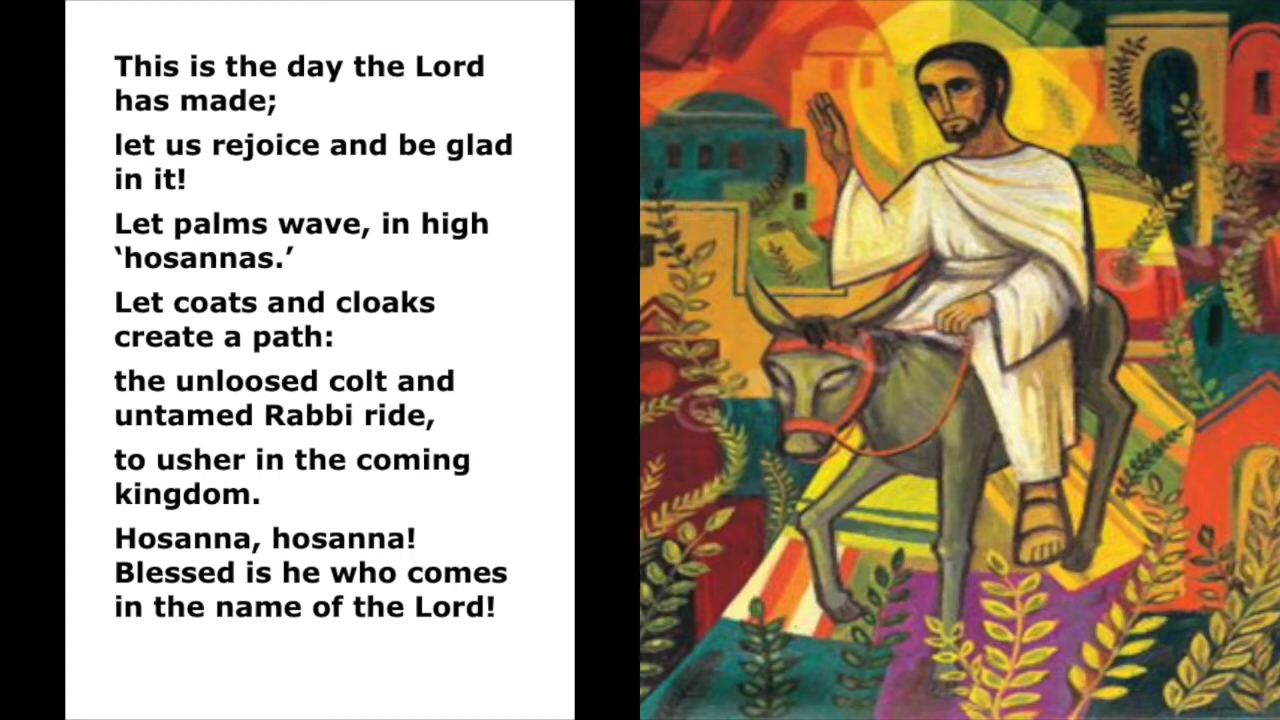 This is the day the Lord
has made;
let us rejoice and be glad
in it!
Let palms wave, in high
‘hosannas.’
Let coats and cloaks
create a path:
the unloosed colt and
untamed Rabbi ride,
to usher in the coming
kingdom.
Hosanna, hosanna!
Blessed is he who comes
in the name of the Lord!